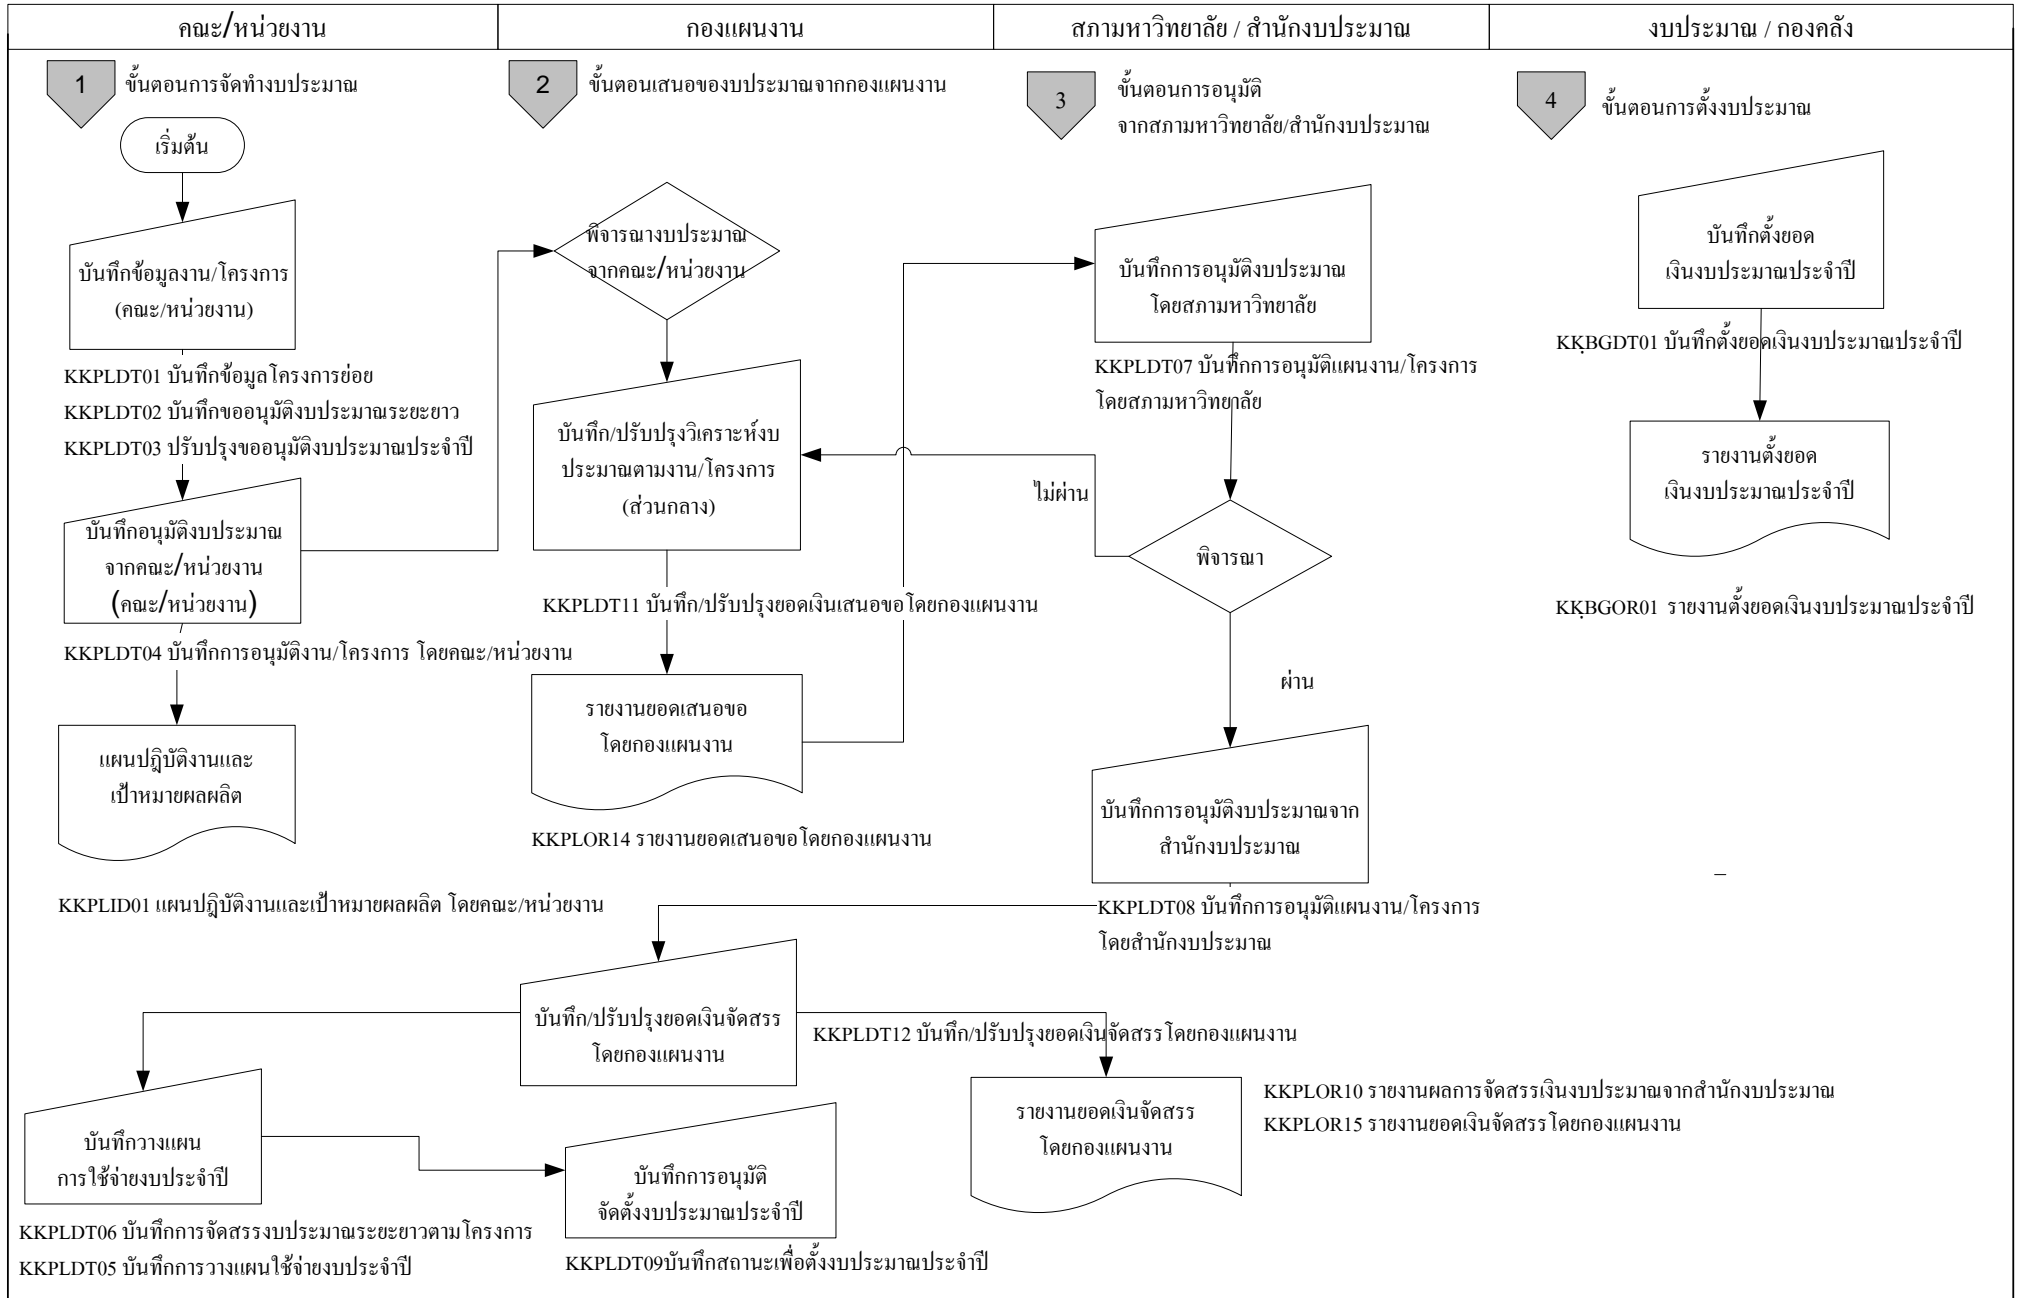 คณะ/หน่วยงาน
กองแผนงาน
สภามหาวิทยาลัย / สำนักงบประมาณ
งบประมาณ / กองคลัง
1
ขั้นตอนการจัดทำงบประมาณ
2
ขั้นตอนเสนอของบประมาณจากกองแผนงาน
3
ขั้นตอนการอนุมัติ
จากสภามหาวิทยาลัย/สำนักงบประมาณ
4
ขั้นตอนการตั้งงบประมาณ
เริ่มต้น
บันทึกข้อมูลงาน/โครงการ
(คณะ/หน่วยงาน)
KKPLDT01 บันทึกข้อมูลโครงการย่อย
KKPLDT02 บันทึกขออนุมัติงบประมาณระยะยาว
KKPLDT03 ปรับปรุงขออนุมัติงบประมาณประจำปี
บันทึกอนุมัติงบประมาณ
จากคณะ/หน่วยงาน
(คณะ/หน่วยงาน)
KKPLDT04 บันทึกการอนุมัติงาน/โครงการ โดยคณะ/หน่วยงาน
แผนปฎิบัติงานและ
เป้าหมายผลผลิต
KKPLID01 แผนปฎิบัติงานและเป้าหมายผลผลิต โดยคณะ/หน่วยงาน
พิจารณางบประมาณ
จากคณะ/หน่วยงาน
บันทึก/ปรับปรุงวิเคราะห์งบ
ประมาณตามงาน/โครงการ
(ส่วนกลาง)
KKPLDT11 บันทึก/ปรับปรุงยอดเงินเสนอขอโดยกองแผนงาน
รายงานยอดเสนอขอ
โดยกองแผนงาน
KKPLOR14 รายงานยอดเสนอขอโดยกองแผนงาน
บันทึกการอนุมัติงบประมาณ
โดยสภามหาวิทยาลัย
KKPLDT07 บันทึกการอนุมัติแผนงาน/โครงการ
โดยสภามหาวิทยาลัย
ไม่ผ่าน
พิจารณา
ผ่าน
บันทึกการอนุมัติงบประมาณจาก
สำนักงบประมาณ
KKPLDT08 บันทึกการอนุมัติแผนงาน/โครงการ
โดยสำนักงบประมาณ
บันทึกตั้งยอด
เงินงบประมาณประจำปี
KKBGDT01 บันทึกตั้งยอดเงินงบประมาณประจำปี
รายงานตั้งยอด
เงินงบประมาณประจำปี
KKBGOR01 รายงานตั้งยอดเงินงบประมาณประจำปี
–
บันทึก/ปรับปรุงยอดเงินจัดสรร
โดยกองแผนงาน
KKPLDT12 บันทึก/ปรับปรุงยอดเงินจัดสรรโดยกองแผนงาน
บันทึกวางแผน
การใช้จ่ายงบประจำปี
KKPLDT06 บันทึกการจัดสรรงบประมาณระยะยาวตามโครงการ
KKPLDT05 บันทึกการวางแผนใช้จ่ายงบประจำปี
บันทึกการอนุมัติ
จัดตั้งงบประมาณประจำปี
KKPLDT09บันทึกสถานะเพื่อตั้งงบประมาณประจำปี
รายงานยอดเงินจัดสรร
โดยกองแผนงาน
KKPLOR10 รายงานผลการจัดสรรเงินงบประมาณจากสำนักงบประมาณ
KKPLOR15 รายงานยอดเงินจัดสรรโดยกองแผนงาน